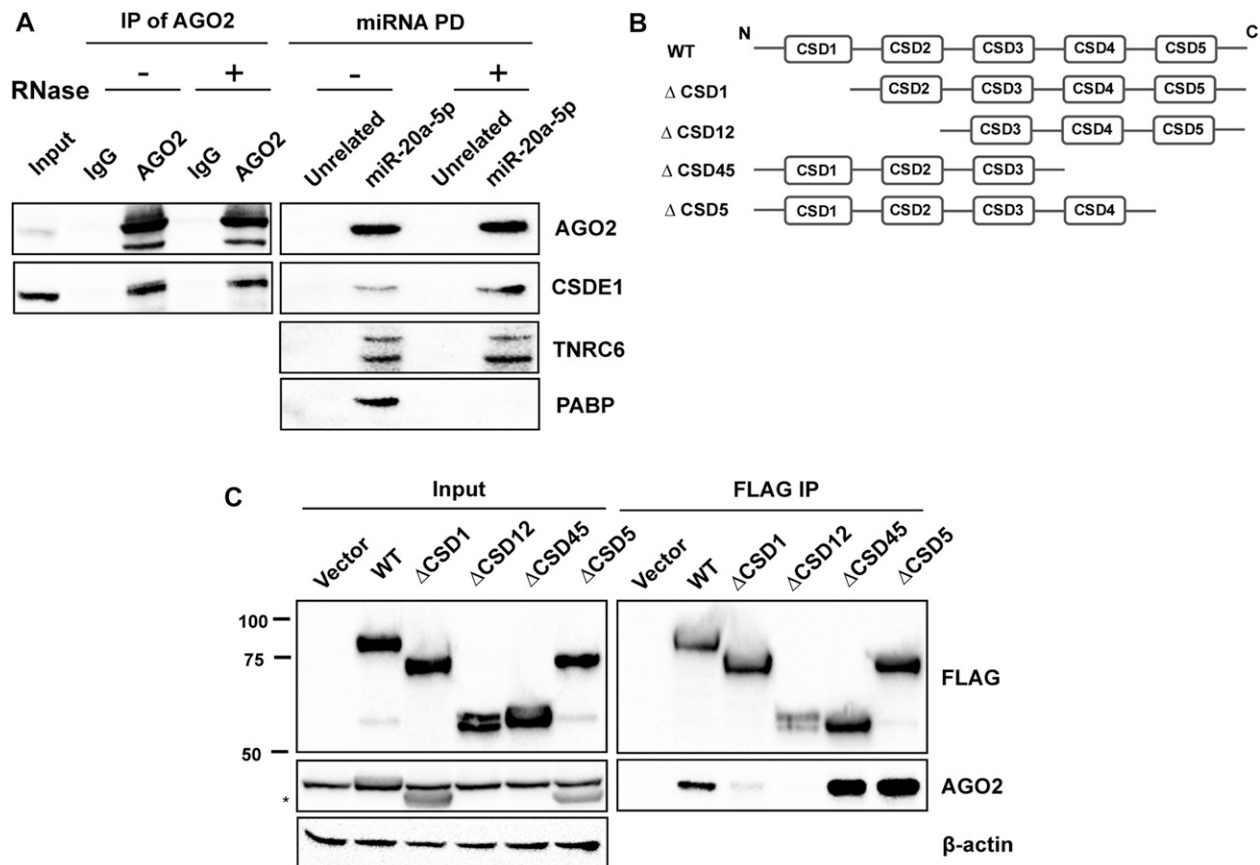 A
IP of AGO2
miRNA PD
RNase
-
+
-
+
Input
IgG
AGO2
IgG
AGO2
Unrelated
miR-20a-5p
Unrelated
miR-20a-5p
AGO2
CSDE1
TNRC6
PABP
B
N
C
WT
CSD1 CSD2 CSD3 CSD4 CSD5
Δ CSD1
CSD2 CSD3 CSD4 CSD5
Δ CSD12
CSD3 CSD4 CSD5
Δ CSD45
CSD1 CSD2 CSD3
Δ CSD5
CSD1 CSD2 CSD3 CSD4
C
Input
FLAG IP
Vector
WT
ΔCSD1
ΔCSD12
ΔCSD45
ΔCSD5
Vector
WT
ΔCSD1
ΔCSD12
ΔCSD45
ΔCSD5
100
75
50
FLAG
*
AGO2
β-actin